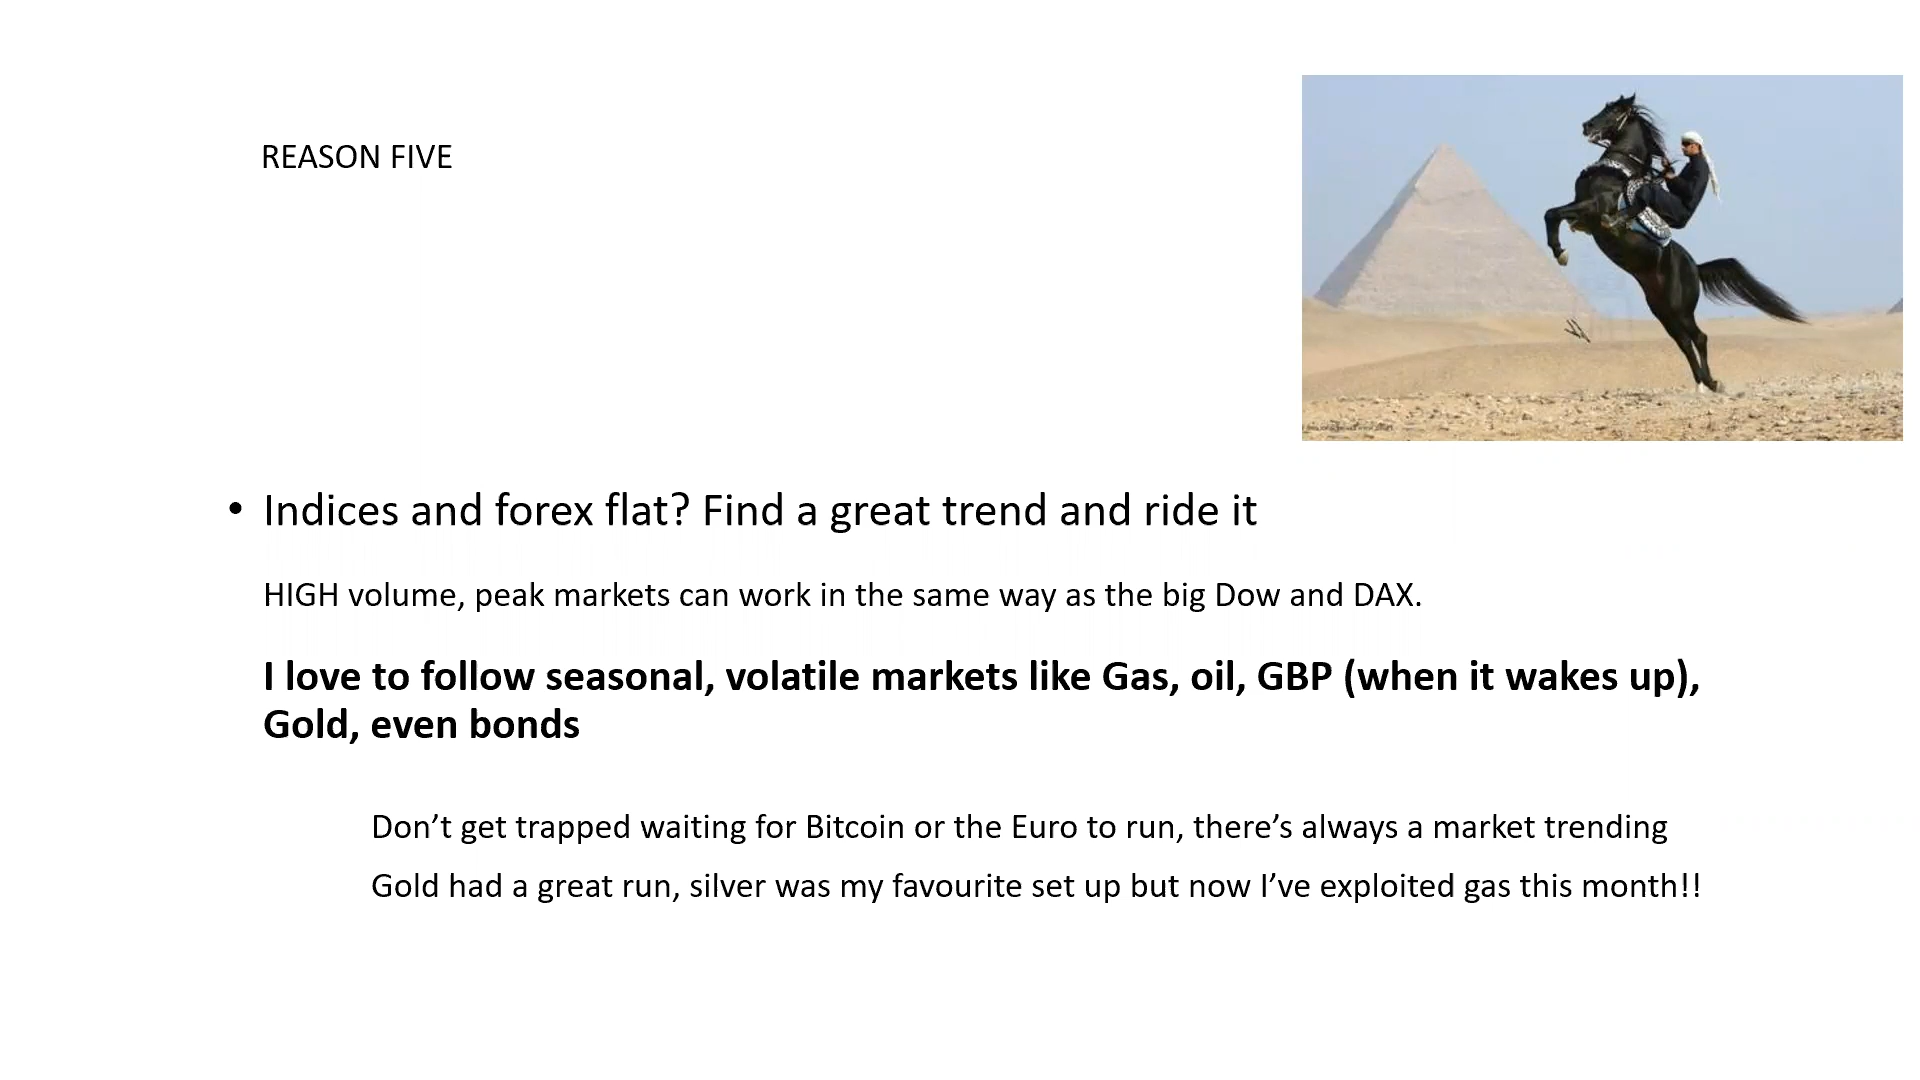 REASON FIVE
• Indices and forex flat? Find a great trend and ride it
HIGH volume, peak markets can work in the same way as the big Dow and DAX.
I love to follow seasonal, volatile markets like Gas, oil, GBP (when it wakes up),
Gold, even bonds
Don’t get trapped waiting for Bitcoin or the Euro to run, there’s always a market trending
Gold had a great run, silver was my favourite set up but now I’ve exploited gas this month!!